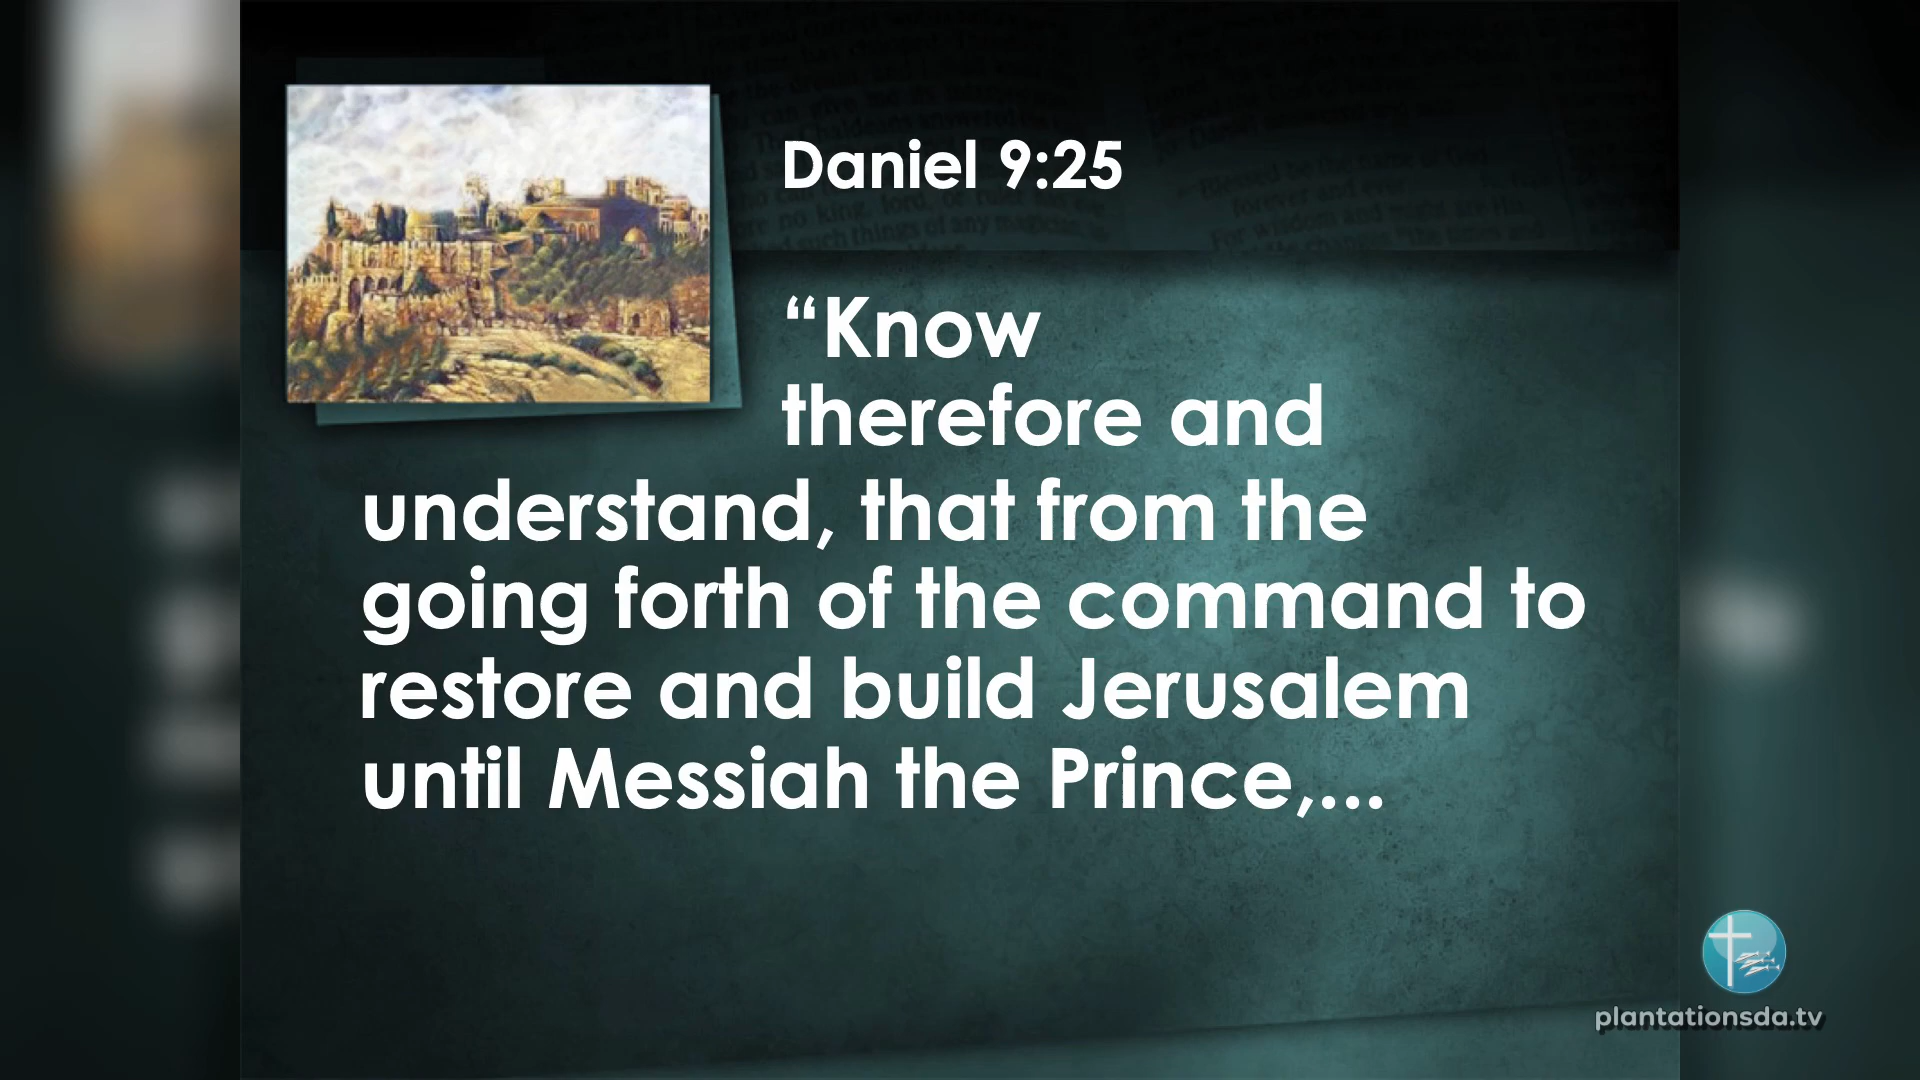 Daniel 9:25
“Know
therefore and
understand, that from the
going forth of the command to
restore and build Jerusalem
until Messiah the Prince,...
plantationsda.tv